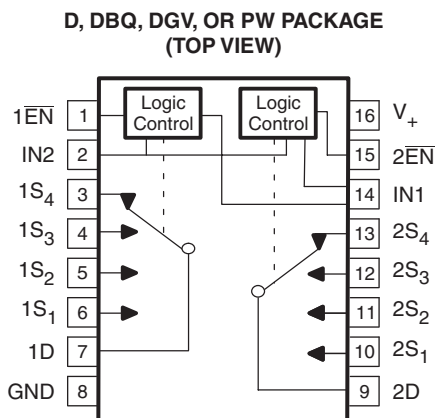 D, DBQ, DGV, OR PW PACKAGE
(TOP VIEW)
Logic
Control
Logic
Control
1E̅N̅ 1
IN2 2
1S₄ 3
1S₃ 4
1S₂ 5
1S₁ 6
1D 7
GND 8
16 V₊
15 2E̅N̅
14 IN1
13 2S₄
12 2S₃
11 2S₂
10 2S₁
9 2D